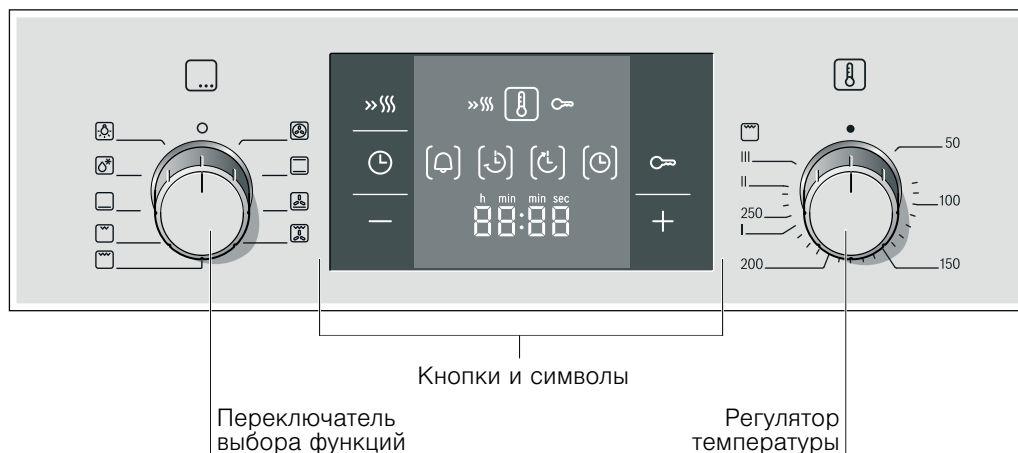 h min min sec
88:88
50
100
150
200
I
250
II
III
Кнопки и символы
Переключатель
выбора функций
Регулятор
температуры